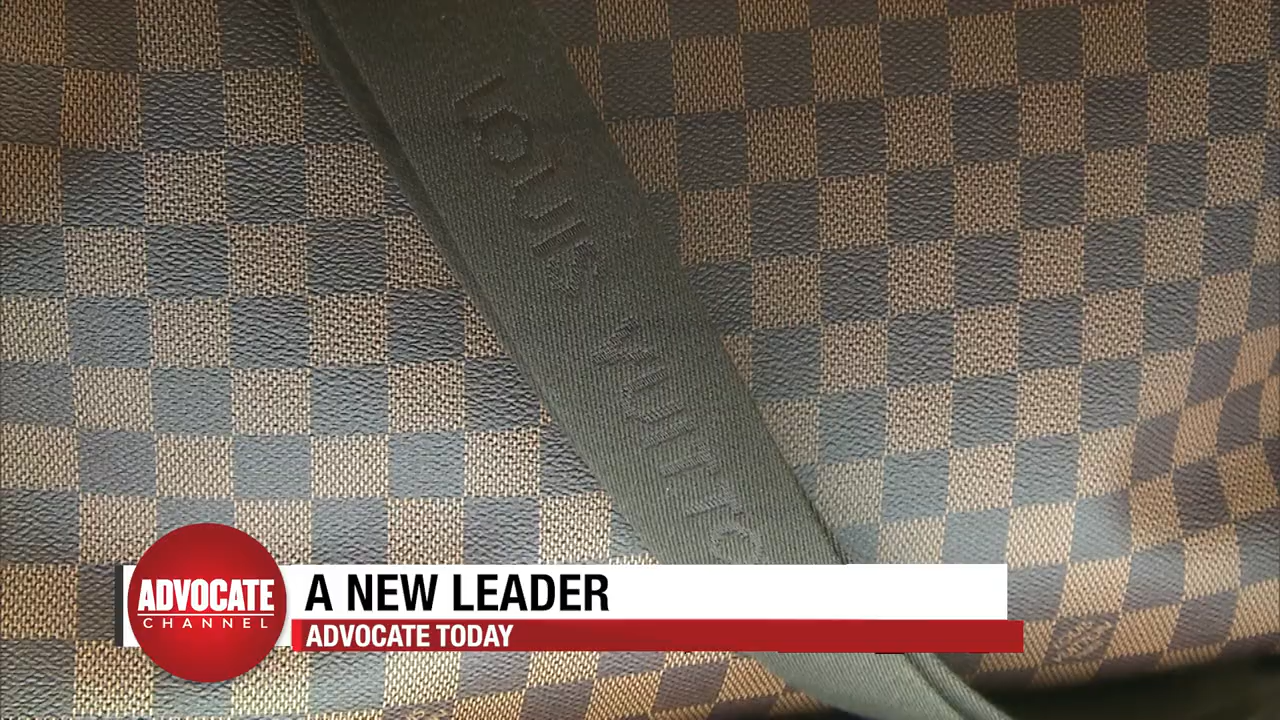 LOUIS VUITTO
A NEW LEADER
ADVOCATE
CHANNEL
ADVOCATE TODAY